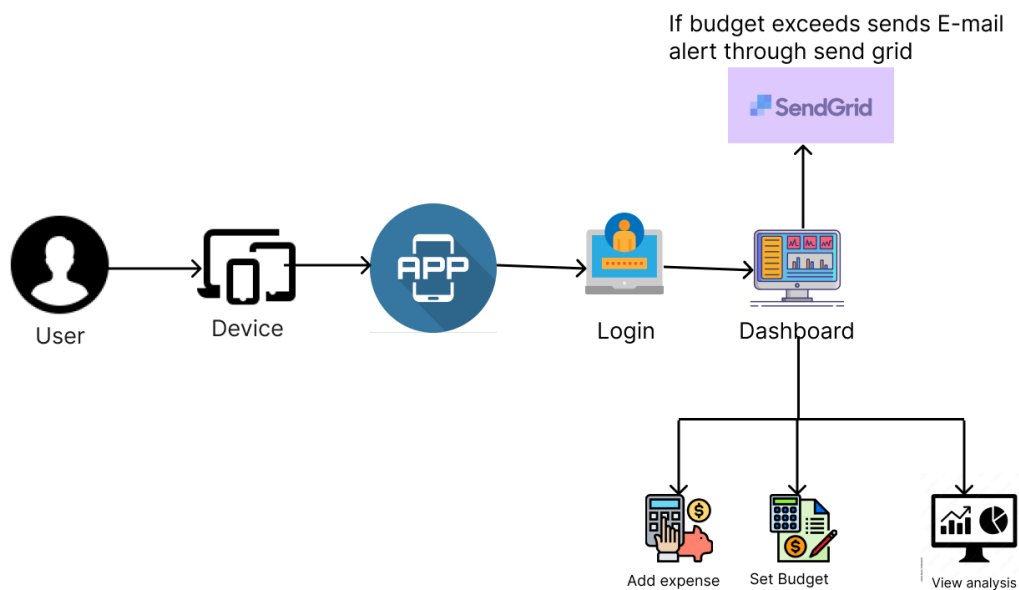 If budget exceeds sends E-mail
alert through send grid
SendGrid
APP
User
Device
Login
Dashboard
Add expense
Set Budget
View analysis